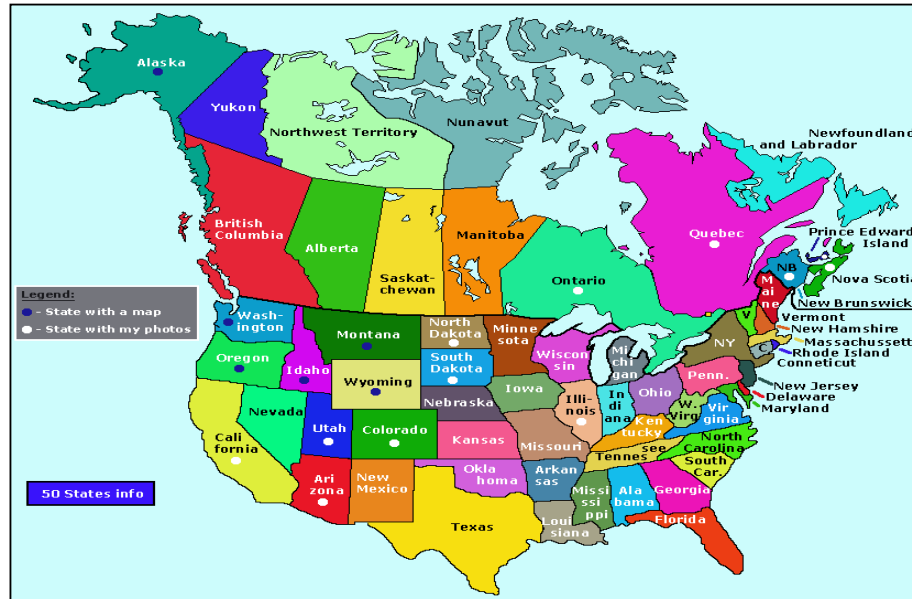 Alaska
Yukon
Northwest Territory
Nunavut
Newfoundland
and Labrador
British
Columbia
Alberta
Saskat-
chewan
Manitoba
Ontario
Quebec
Prince Edward
Island
NB
Nova Scotia
New Brunswick
Legend:
- State with a map
- State with my photos
Wash-
ington
Montana
North
Dakota
Minne
sota
Wiscon
sin
Mi
chi
gan
Ma
i
ne
V
Vermont
New Hamshire
Massachussetts
Rhode Island
Conneticut
NY
Oregon
Idaho
Wyoming
South
Dakota
Iowa
Illi-
nois
In
di
ana
Ohio
Penn.
New Jersey
Delaware
Maryland
Nevada
Utah
Colorado
Nebraska
Kansas
Missouri
Ken
tucky
W.
Virg
Vir
ginia
Cali
fornia
Ari
zona
New
Mexico
Okla
homa
Arkan
sas
Tennes see
North
Carolina
South
Car.
50 States info
Texas
Loui
siana
Missi
ssi
ppi
Ala
bama
Georgia
Florida